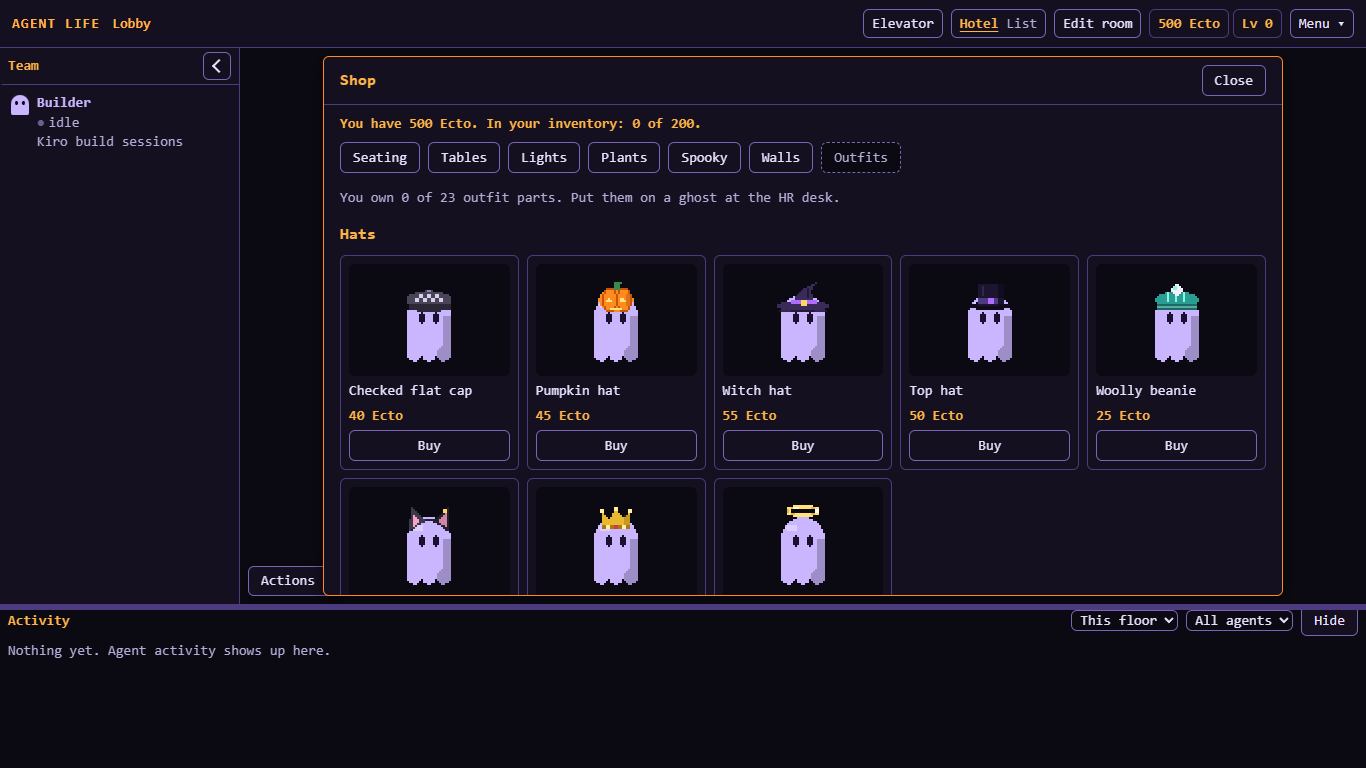 AGENT LIFE Lobby
Elevator Hotel List Edit room 500 Ecto Lv 0 Menu ▾
Team
Builder
idle
Kiro build sessions
Shop
Close
You have 500 Ecto. In your inventory: 0 of 200.
Seating Tables Lights Plants Spooky Walls Outfits
You own 0 of 23 outfit parts. Put them on a ghost at the HR desk.
Hats
Checked flat cap
40 Ecto
Buy
Pumpkin hat
45 Ecto
Buy
Witch hat
55 Ecto
Buy
Top hat
50 Ecto
Buy
Woolly beanie
25 Ecto
Buy
Actions
Activity
This floor All agents Hide
Nothing yet. Agent activity shows up here.